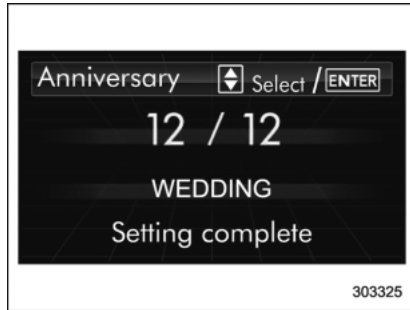 Anniversary Select / ENTER
12 / 12
WEDDING
Setting complete
303325